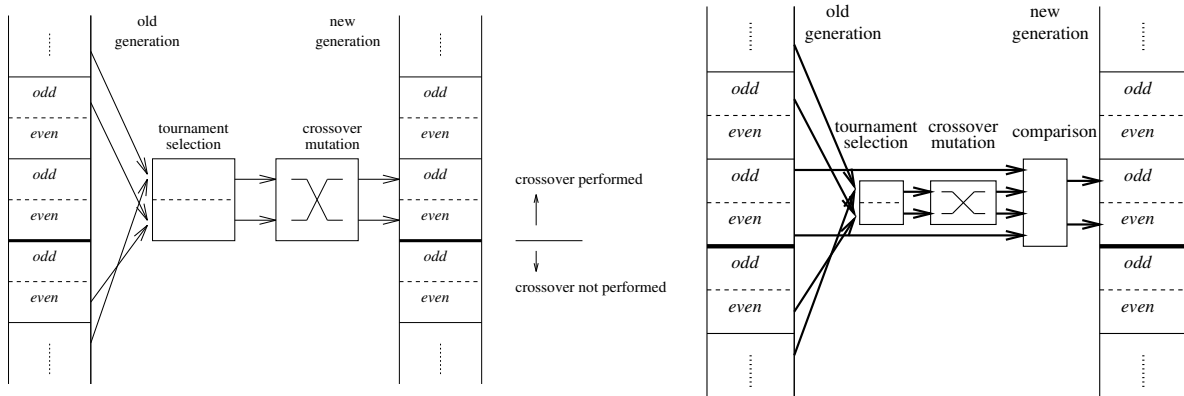 old
generation
new
generation
odd
even
odd
even
odd
even
tournament
selection
crossover
mutation
odd
even
odd
even
odd
even
crossover performed
crossover not performed
old
generation
new
generation
odd
even
odd
even
odd
even
tournament
selection
crossover
mutation
comparison
odd
even
odd
even
odd
even